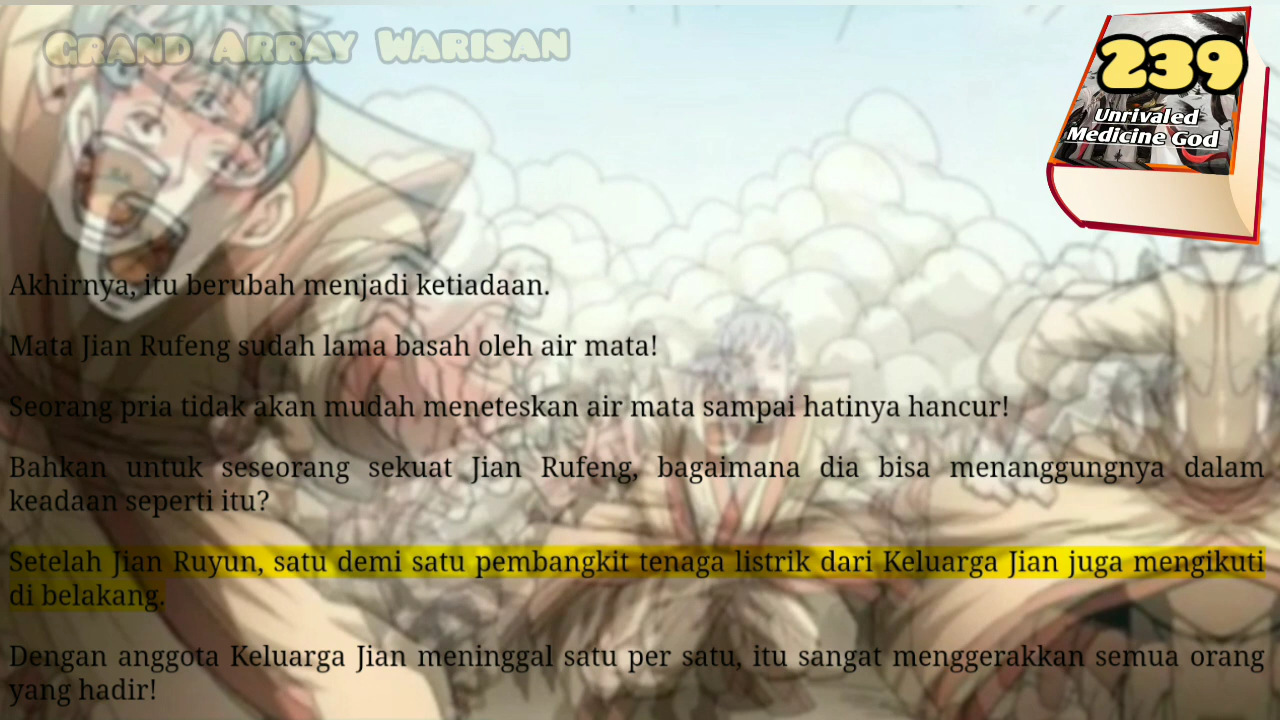 Grand Array Warisan
239
Unrivaled
Medicine God
Akhirnya, itu berubah menjadi ketiadaan.
Mata Jian Rufeng sudah lama basah oleh air mata!
Seorang pria tidak akan mudah meneteskan air mata sampai hatinya hancur!
Bahkan untuk seseorang sekuat Jian Rufeng, bagaimana dia bisa menanggungnya dalam
keadaan seperti itu?
Setelah Jian Ruyun, satu demi satu pembangkit tenaga listrik dari Keluarga Jian juga mengikuti
di belakang.
Dengan anggota Keluarga Jian meninggal satu per satu, itu sangat menggerakkan semua orang
yang hadir!